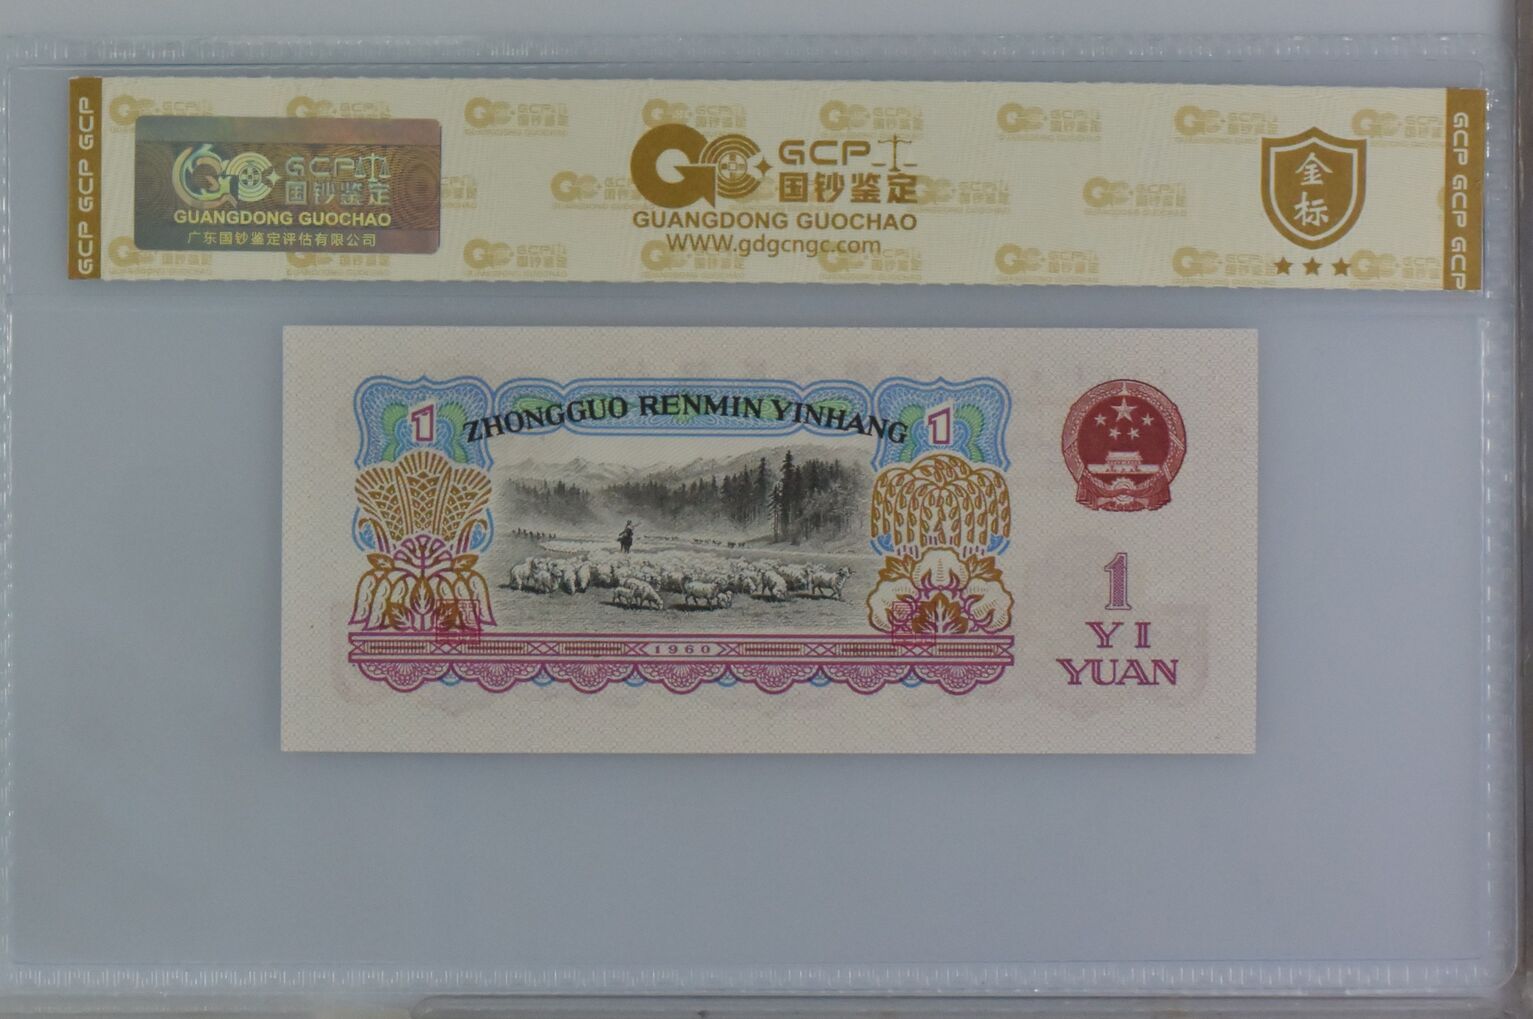 GCP GCP GCP
GCP 国钞鉴定
GUANGDONG GUOCHAO
广东国钞鉴定评估有限公司
GCP
国钞鉴定
GUANGDONG GUOCHAO
WWW.gdgcngc.com
金标
GCP GCP GCP
1
ZHONGGUO RENMIN YINHANG
1
1960
1
YI
YUAN